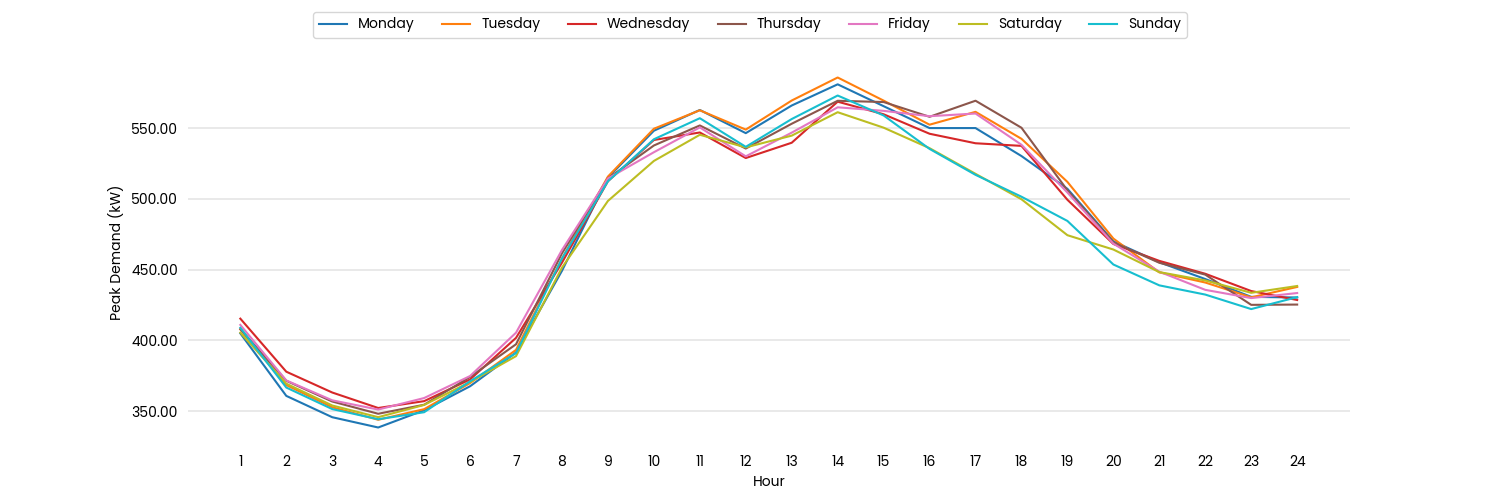 Monday Tuesday Wednesday Thursday Friday Saturday Sunday
550.00
500.00
450.00
400.00
350.00
Peak Demand (kW)
1 2 3 4 5 6 7 8 9 10 11 12 13 14 15 16 17 18 19 20 21 22 23 24
Hour